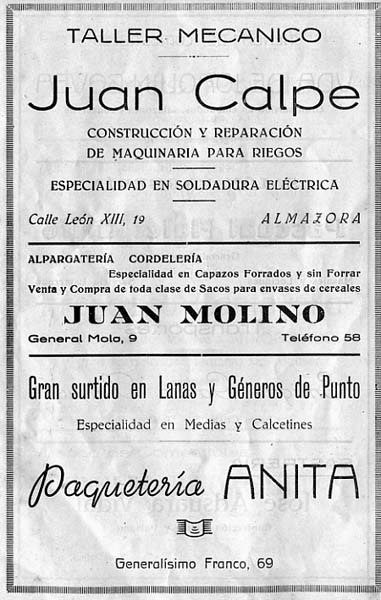 TALLER MECANICO
Juan Calpe
CONSTRUCCIÓN Y REPARACIÓN
DE MAQUINARIA PARA RIEGOS
ESPECIALIDAD EN SOLDADURA ELÉCTRICA
Calle León XIII, 19 ALMAZORA
ALPARGATERÍA CORDELERÍA
Especialidad en Capazos Forrados y sin Forrar
Venta y Compra de toda clase de Sacos para envases de cereales
JUAN MOLINO
General Mola, 9 Teléfono 58
Gran surtido en Lanas y Géneros de Punto
Especialidad en Medias y Calcetines
Paquetería ANITA
Generalísimo Franco, 69